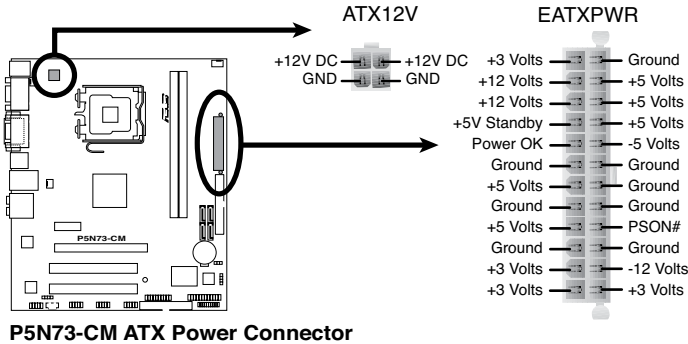 ATX12V
EATXPWR
+12V DC +12V DC
GND GND
+3 Volts Ground
+12 Volts +5 Volts
+12 Volts +5 Volts
+5V Standby +5 Volts
Power OK -5 Volts
Ground Ground
+5 Volts Ground
Ground Ground
+5 Volts PSON#
Ground Ground
+3 Volts -12 Volts
+3 Volts +3 Volts
P5N73-CM
P5N73-CM ATX Power Connector